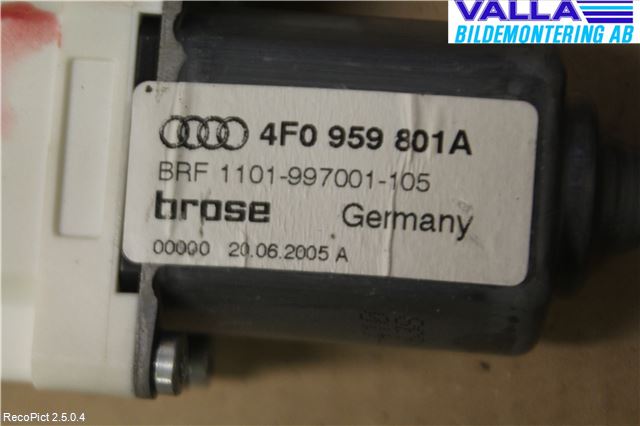 VALLA
BILDEMONTERING AB
4F0 959 801A
BRF 1101-997001-105
brose Germany
00000 20.06.2005 A
RecoPict 2.5.0.4